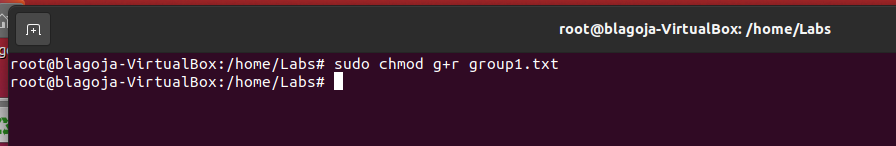 root@blagoja-VirtualBox: /home/Labs
root@blagoja-VirtualBox:/home/Labs# sudo chmod g+r group1.txt
root@blagoja-VirtualBox:/home/Labs#